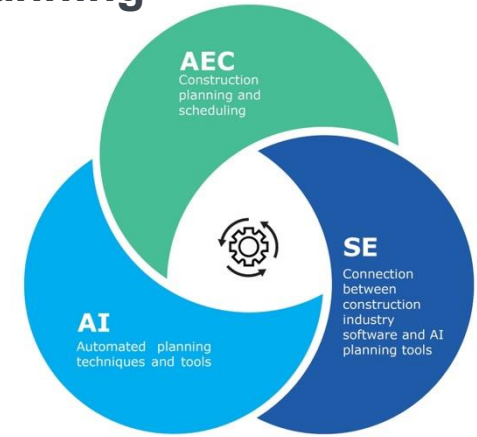 AEC
Construction
planning and
scheduling
SE
Connection
between
construction
industry
software and AI
planning tools
AI
Automated planning
techniques and tools